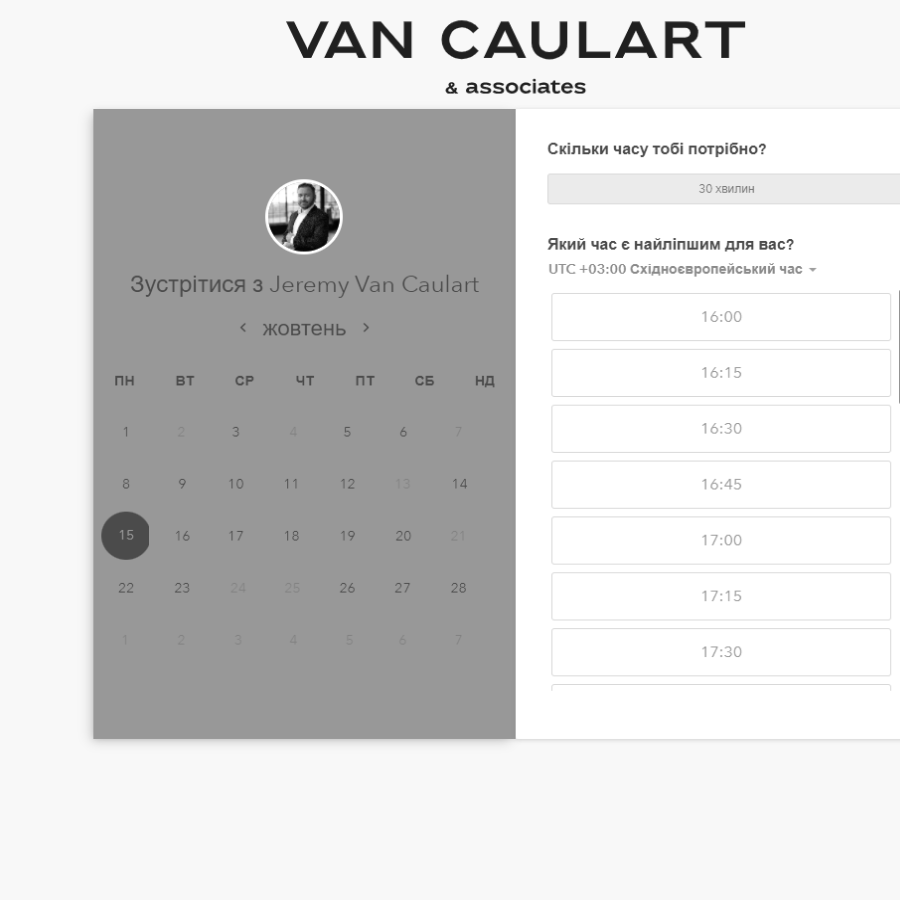 VAN CAULART
& associates
Зустрітися з Jeremy Van Caulart
жовтень
ПН ВТ СР ЧТ ПТ СБ НД
1 2 3 4 5 6 7
8 9 10 11 12 13 14
15 16 17 18 19 20 21
22 23 24 25 26 27 28
1 2 3 4 5 6 7
Скільки часу тобі потрібно?
30 хвилин
Який час є найліпшим для вас?
UTC +03:00 Східноєвропейський час
16:00
16:15
16:30
16:45
17:00
17:15
17:30